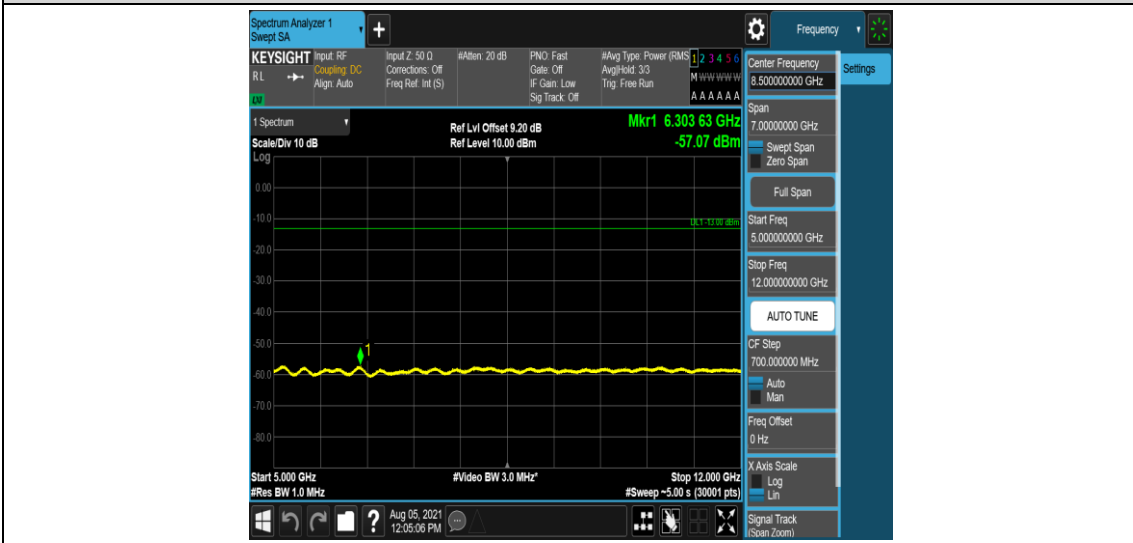 Spectrum Analyzer 1
Swept SA
+
Frequency
KEYSIGHT
RL
LNI
Input: RF
Coupling: DC
Align: Auto
Input Z: 50 Ω
Corrections: Off
Freq Ref: Int (S)
#Atten: 20 dB
PNO: Fast
Gate: Off
IF Gain: Low
Sig Track: Off
#Avg Type: Power (RMS
Avg|Hold: 3/3
Trig: Free Run
1 2 3 4 5 6
M W W W W W
A A A A A A
1 Spectrum
Scale/Div 10 dB
Log
Ref Lvl Offset 9.20 dB
Ref Level 10.00 dBm
Mkr1 6.303 63 GHz
-57.07 dBm
0.00
-10.0
DL1 -13.00 dBm
-20.0
-30.0
-40.0
-50.0
1
-60.0
-70.0
-80.0
Start 5.000 GHz
#Res BW 1.0 MHz
#Video BW 3.0 MHz*
Stop 12.000 GHz
#Sweep ~5.00 s (30001 pts)
?
Aug 05, 2021
12:05:06 PM
Center Frequency
8.500000000 GHz
Settings
Span
7.00000000 GHz
Swept Span
Zero Span
Full Span
Start Freq
5.000000000 GHz
Stop Freq
12.000000000 GHz
AUTO TUNE
CF Step
700.000000 MHz
Auto
Man
Freq Offset
0 Hz
X Axis Scale
Log
Lin
Signal Track
(Span Zoom)